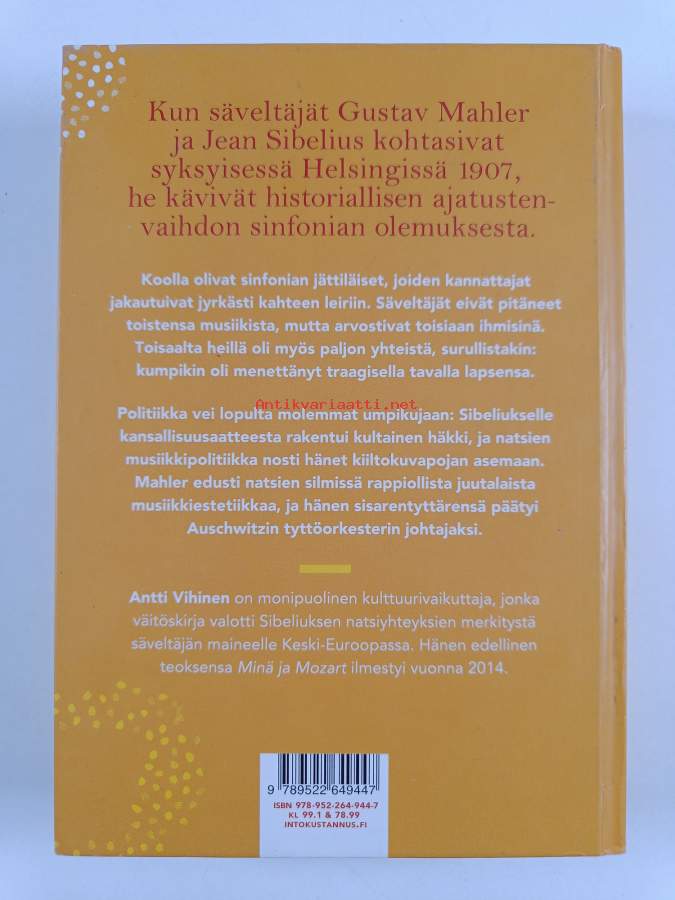 Kun säveltäjät Gustav Mahler
ja Jean Sibelius kohtasivat
syksyisessä Helsingissä 1907,
he kävivät historiallisen ajatusten-
vaihdon sinfonian olemuksesta.
Koolla olivat sinfonian jättiläiset, joiden kannattajat
jakautuivat jyrkästi kahteen leiriin. Säveltäjät eivät pitäneet
toistensa musiikista, mutta arvostivat toisiaan ihmisinä.
Toisaalta heillä oli myös paljon yhteistä, surullistakin:
kumpikin oli menettänyt traagisella tavalla lapsensa.
Antikvariaatti.net
Politiikka vei lopulta molemmat umpikujaan: Sibeliukselle
kansallisuusaatteesta rakentui kultainen häkki, ja natsien
musiikkipolitiikka nosti hänet kiiltokuvapojan asemaan.
Mahler edusti natsien silmissä rappiollista juutalaista
musiikkiestetiikkaa, ja hänen sisarentyttärensä päätyi
Auschwitzin tyttöorkesterin johtajaksi.
Antti Vihinen on monipuolinen kulttuurivaikuttaja, jonka
väitöskirja valotti Sibeliuksen natsiyhteyksien merkitystä
säveltäjän maineelle Keski-Euroopassa. Hänen edellinen
teoksensa Minä ja Mozart ilmestyi vuonna 2014.
9 789522 649447
ISBN 978-952-264-944-7
KL 99.1 & 78.99
INTOKUSTANNUS.FI